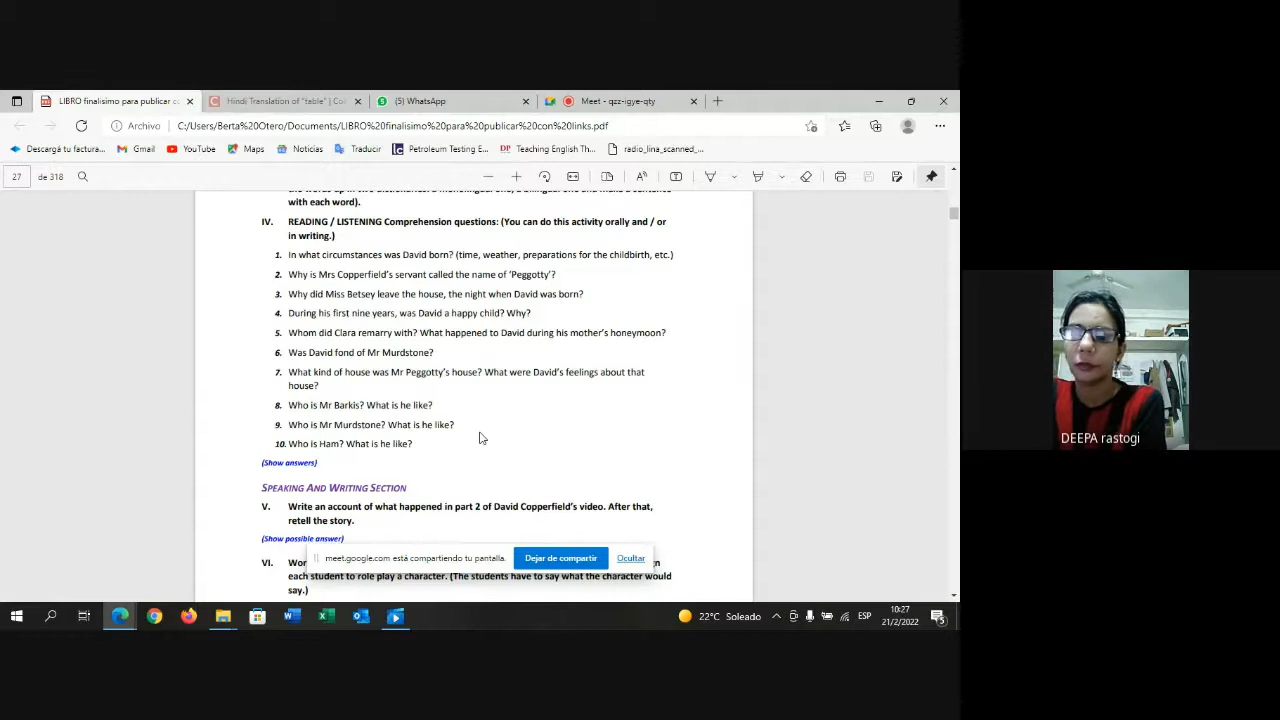 LIBRO finalisimo para publicar cc
Hindi Translation of "table" | Col
(5) WhatsApp
Meet - qzz-igye-qty
Archivo
C:/Users/Berta%20Otero/Documents/LIBRO%20finalisimo%20para%20publicar%20con%20links.pdf
Descargá tu factura...
Gmail
YouTube
Maps
Noticias
Traducir
Petroleum Testing E...
Teaching English Th...
radio_lina_scanned_...
27 de 318
with each word).
IV. READING / LISTENING Comprehension questions: (You can do this activity orally and / or
in writing.)
1. In what circumstances was David born? (time, weather, preparations for the childbirth, etc.)
2. Why is Mrs Copperfield's servant called the name of 'Peggotty'?
3. Why did Miss Betsey leave the house, the night when David was born?
4. During his first nine years, was David a happy child? Why?
5. Whom did Clara remarry with? What happened to David during his mother's honeymoon?
6. Was David fond of Mr Murdstone?
7. What kind of house was Mr Peggotty's house? What were David's feelings about that
house?
8. Who is Mr Barkis? What is he like?
9. Who is Mr Murdstone? What is he like?
10. Who is Ham? What is he like?
(Show answers)
SPEAKING AND WRITING SECTION
V. Write an account of what happened in part 2 of David Copperfield's video. After that,
retell the story.
(Show possible answer)
meet.google.com está compartiendo tu pantalla.
Dejar de compartir
Ocultar
VI. Wor
each student to role play a character. (The students have to say what the character would
say.)
DEEPA rastogi
22°C Soleado
ESP
10:27
21/2/2022
5